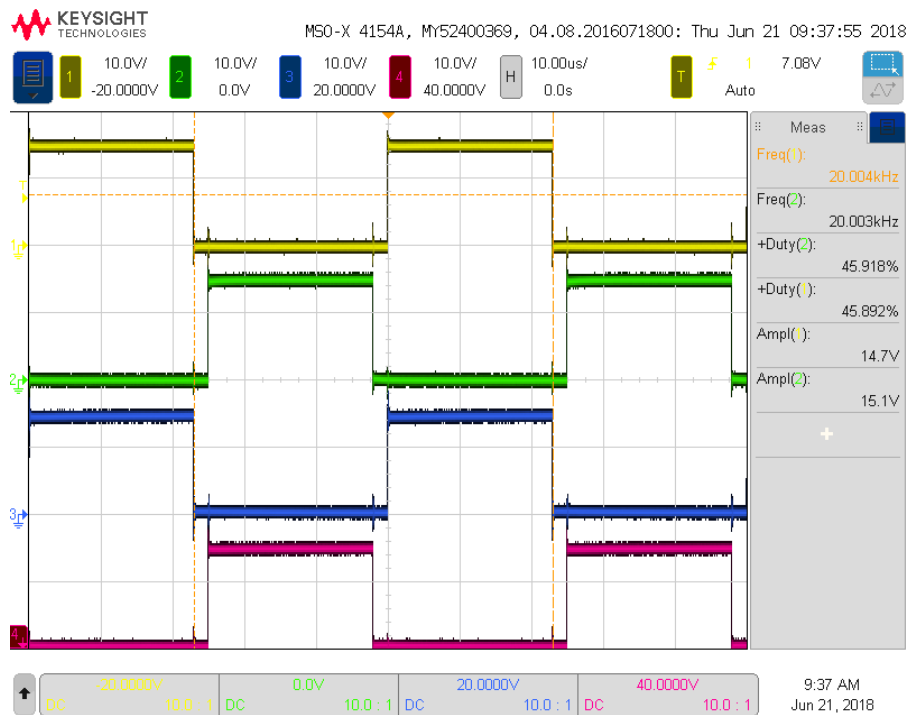 KEYSIGHT
TECHNOLOGIES
MSO-X 4154A, MY52400369, 04.08.2016071800: Thu Jun 21 09:37:55 2018
1 10.0V/ 2 10.0V/ 3 10.0V/ 4 10.0V/ H 10.00us/ T 1 7.08V
-20.0000V 0.0V 20.0000V 40.0000V 0.0s Auto
Meas
Freq(1):
20.004kHz
Freq(2):
20.003kHz
+Duty(2):
45.918%
+Duty(1):
45.892%
Ampl(1):
14.7V
Ampl(2):
15.1V
+
T
1
2
3
4
-20.0000V 0.0V 20.0000V 40.0000V 9:37 AM
DC 10.0 : 1 DC 10.0 : 1 DC 10.0 : 1 DC 10.0 : 1 Jun 21, 2018